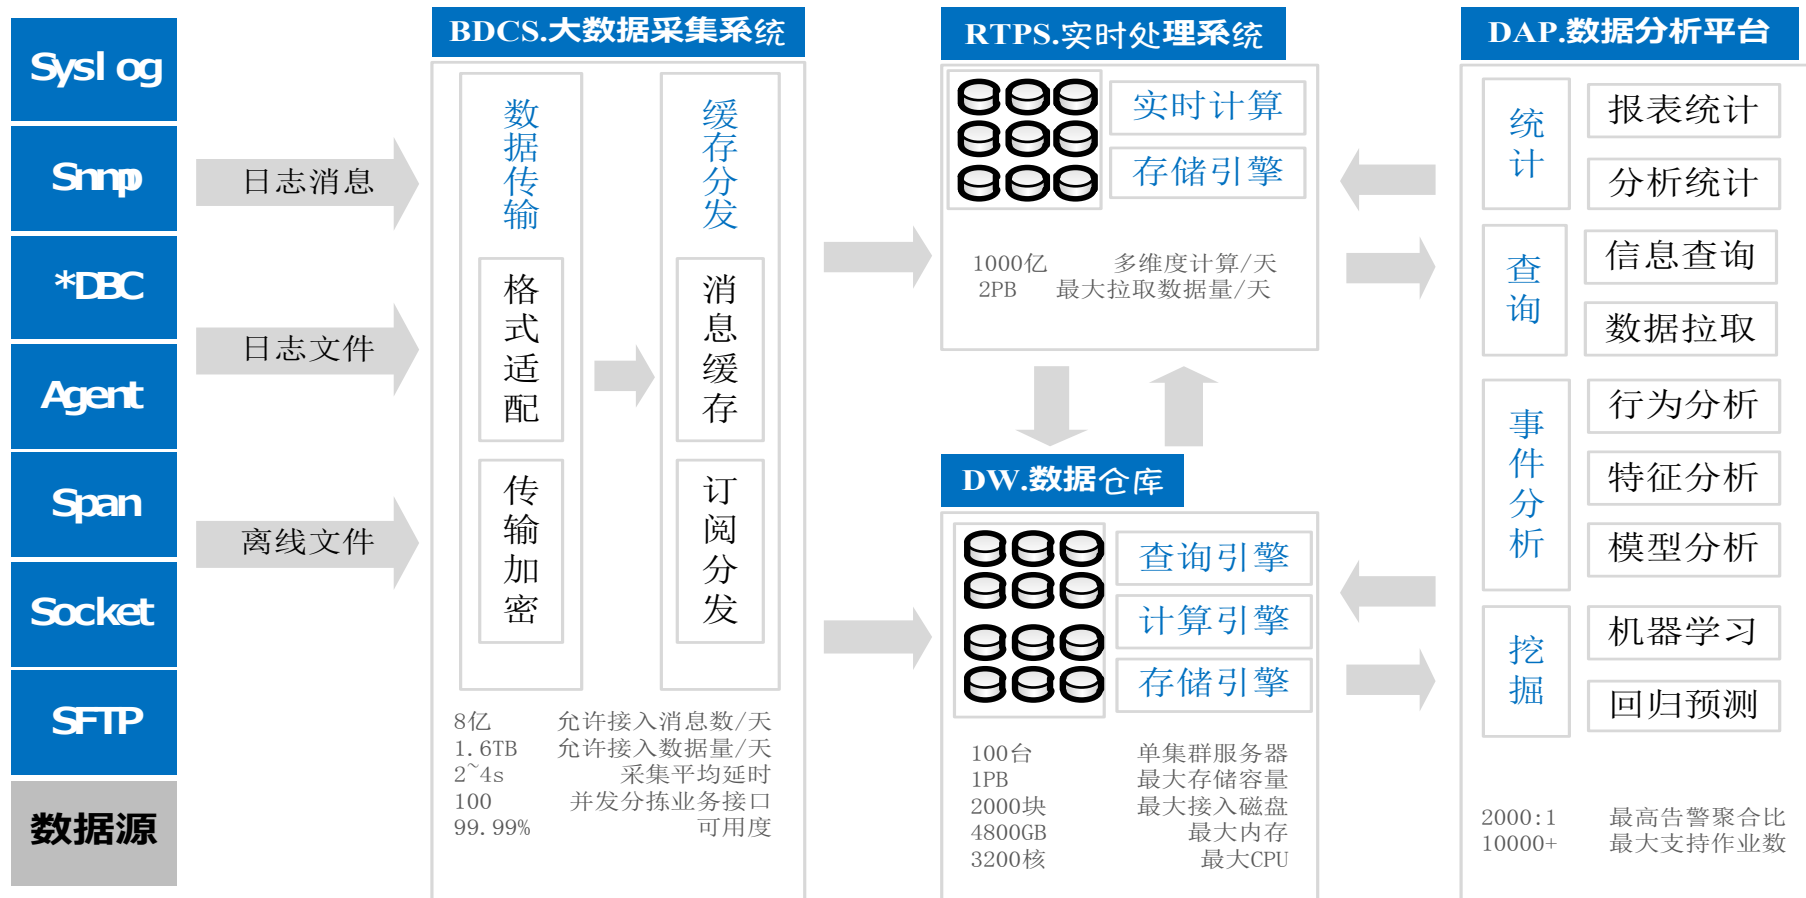 Syslog
Snmp
*DBC
Agent
Span
Socket
SFTP
数据源
日志消息
日志文件
离线文件
BDCS.大数据采集系统
数据传输
格式适配
传输加密
缓存分发
消息缓存
订阅分发
8亿 允许接入消息数/天
1.6TB 允许接入数据量/天
2~4s 采集平均延时
100 并发分拣业务接口
99.99% 可用度
RTPS.实时处理系统
实时计算
存储引擎
1000亿 多维度计算/天
2PB 最大拉取数据量/天
DW.数据仓库
查询引擎
计算引擎
存储引擎
100台 单集群服务器
1PB 最大存储容量
2000块 最大接入磁盘
4800GB 最大内存
3200核 最大CPU
DAP.数据分析平台
统计
报表统计
分析统计
查询
信息查询
数据拉取
事件分析
行为分析
特征分析
模型分析
挖掘
机器学习
回归预测
2000:1 最高告警聚合比
10000+ 最大支持作业数